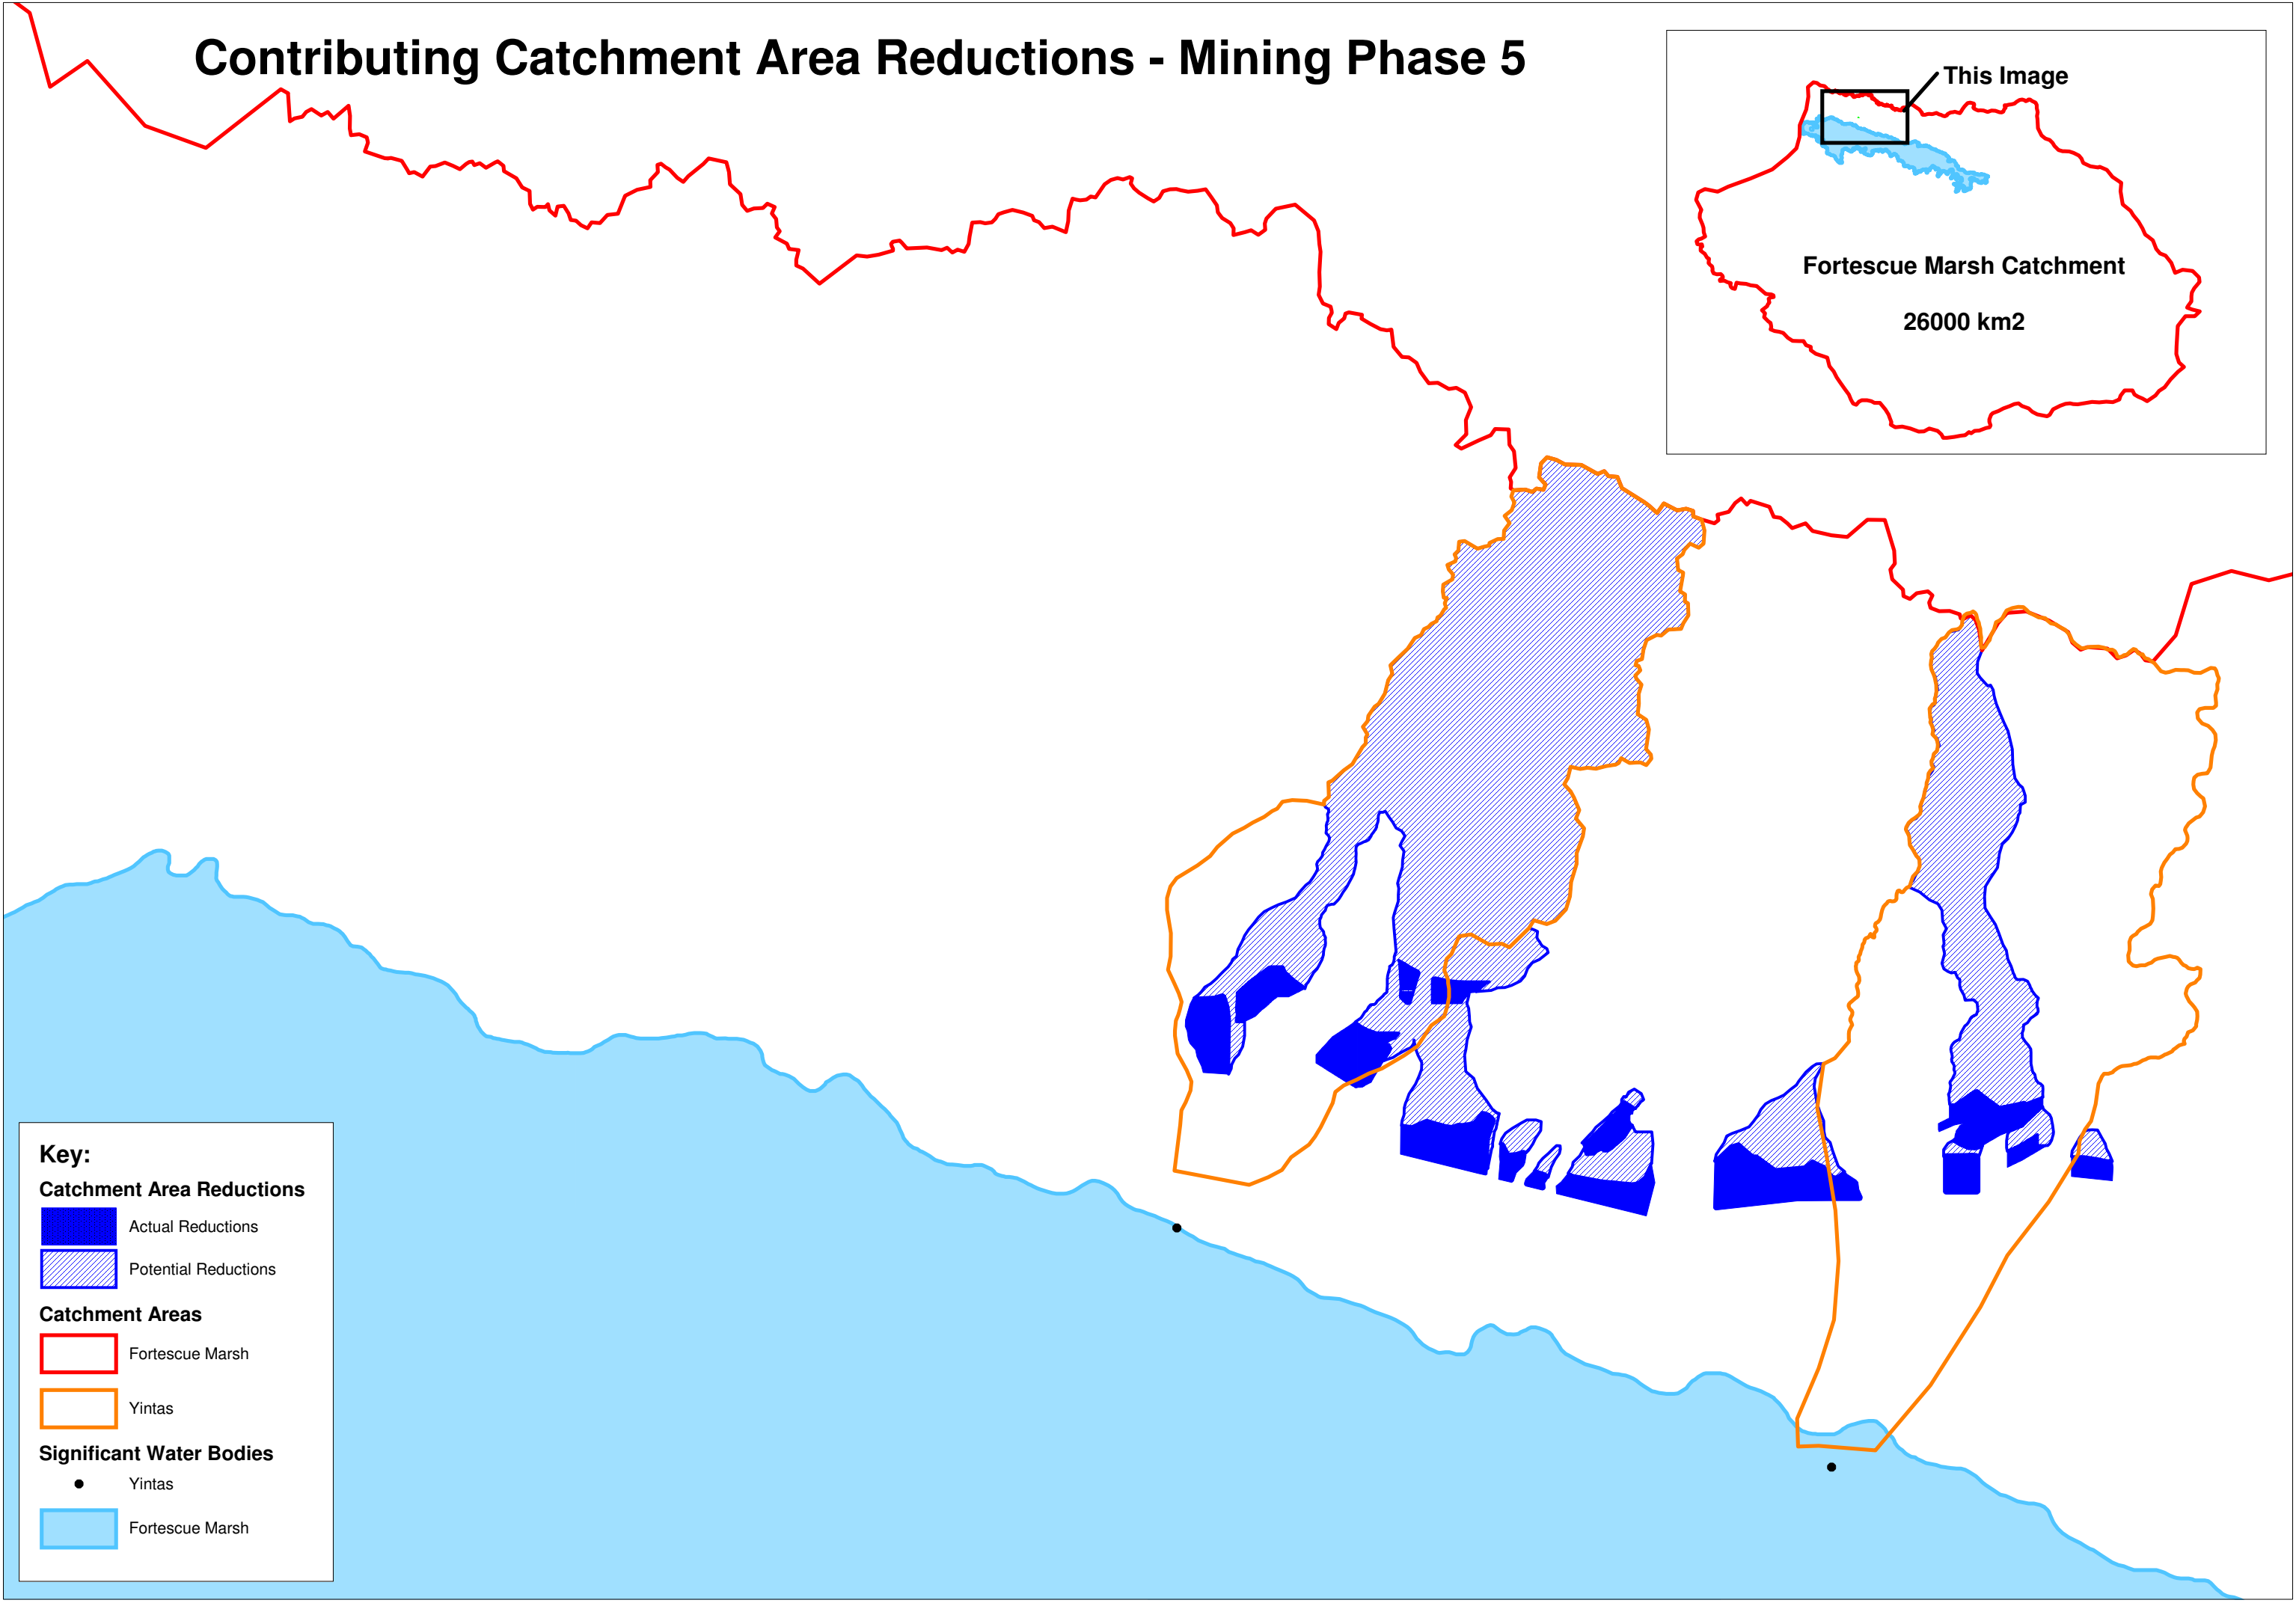 Contributing Catchment Area Reductions - Mining Phase 5
This Image
Fortescue Marsh Catchment
26000 km2
Key:
Catchment Area Reductions
Actual Reductions
Potential Reductions
Catchment Areas
Fortescue Marsh
Yintas
Significant Water Bodies
Yintas
Fortescue Marsh